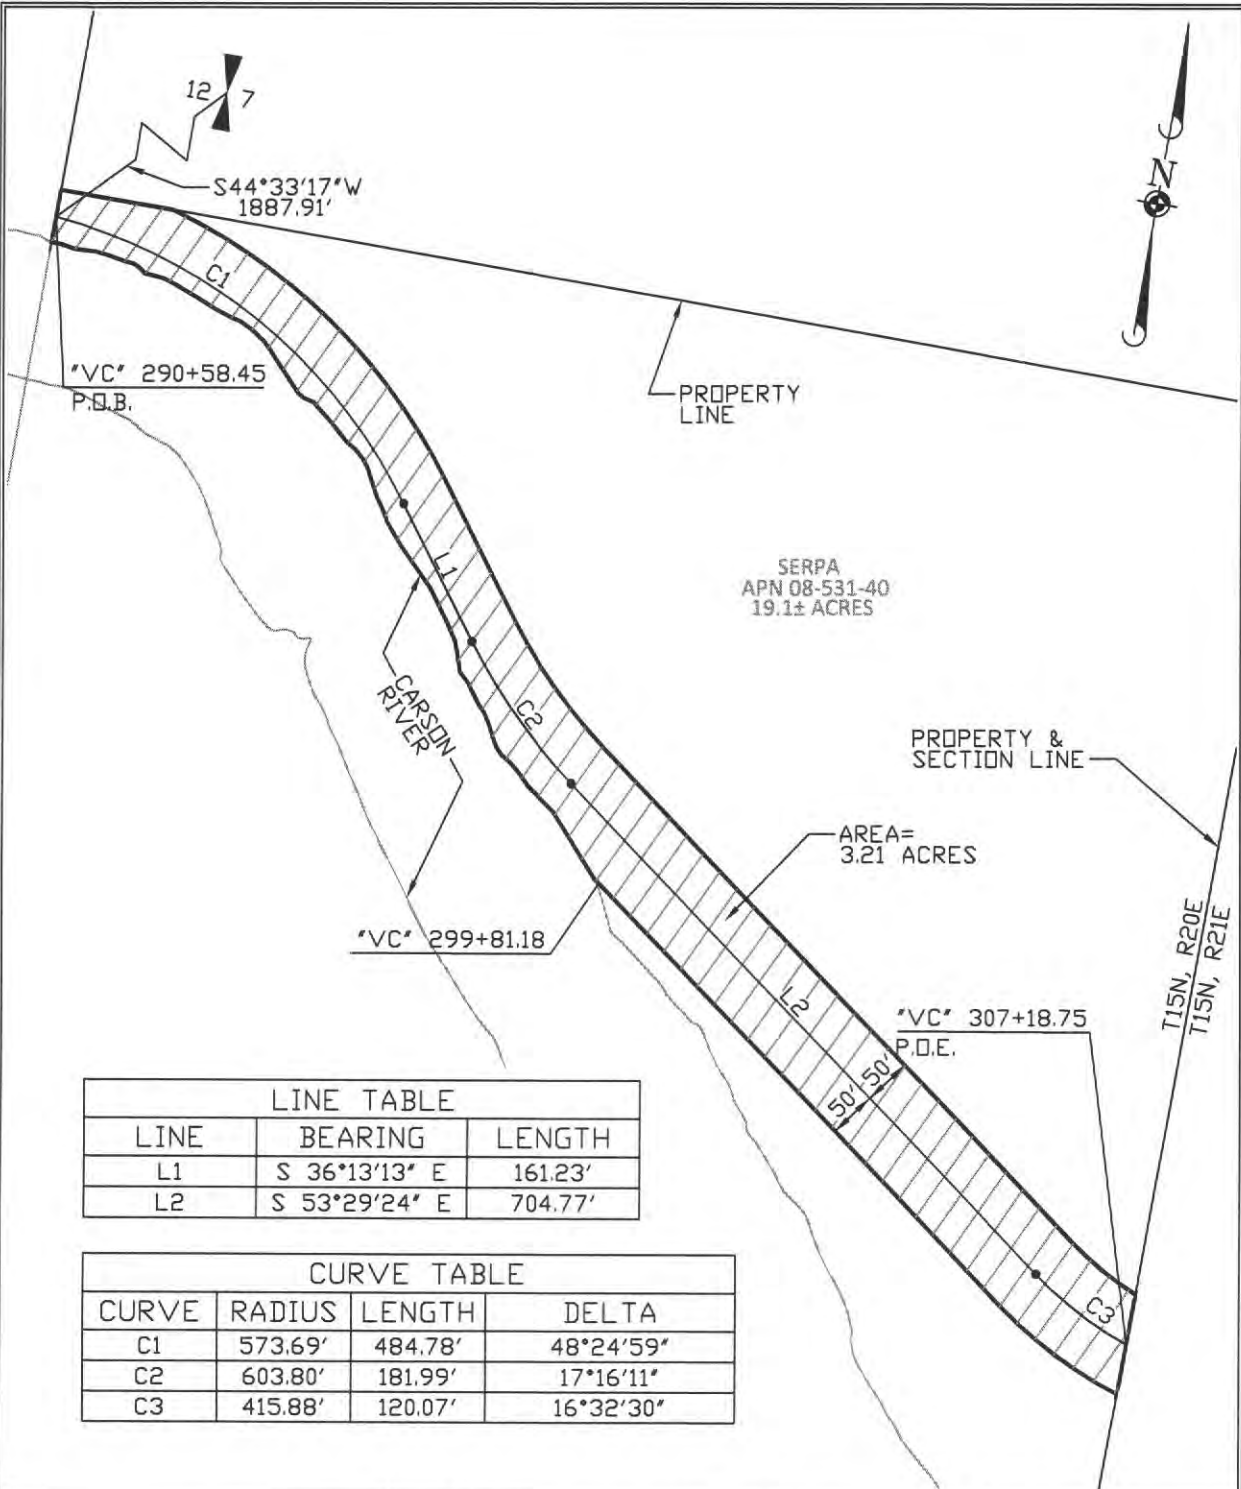 12 7
N
S44°33'17"W
1887.91'
C1
"VC" 290+58.45
P.O.B.
PROPERTY
LINE
L1
SERPA
APN 08-531-40
19.1± ACRES
CARSON
RIVER
C2
PROPERTY &
SECTION LINE
AREA=
3.21 ACRES
"VC" 299+81.18
T15N, R20E
T15N, R21E
L2
"VC" 307+18.75
P.O.E.
50' 50'
C3
LINE TABLE
LINE BEARING LENGTH
L1 S 36°13'13" E 161.23'
L2 S 53°29'24" E 704.77'
CURVE TABLE
CURVE RADIUS LENGTH DELTA
C1 573.69' 484.78' 48°24'59"
C2 603.80' 181.99' 17°16'11"
C3 415.88' 120.07' 16°32'30"